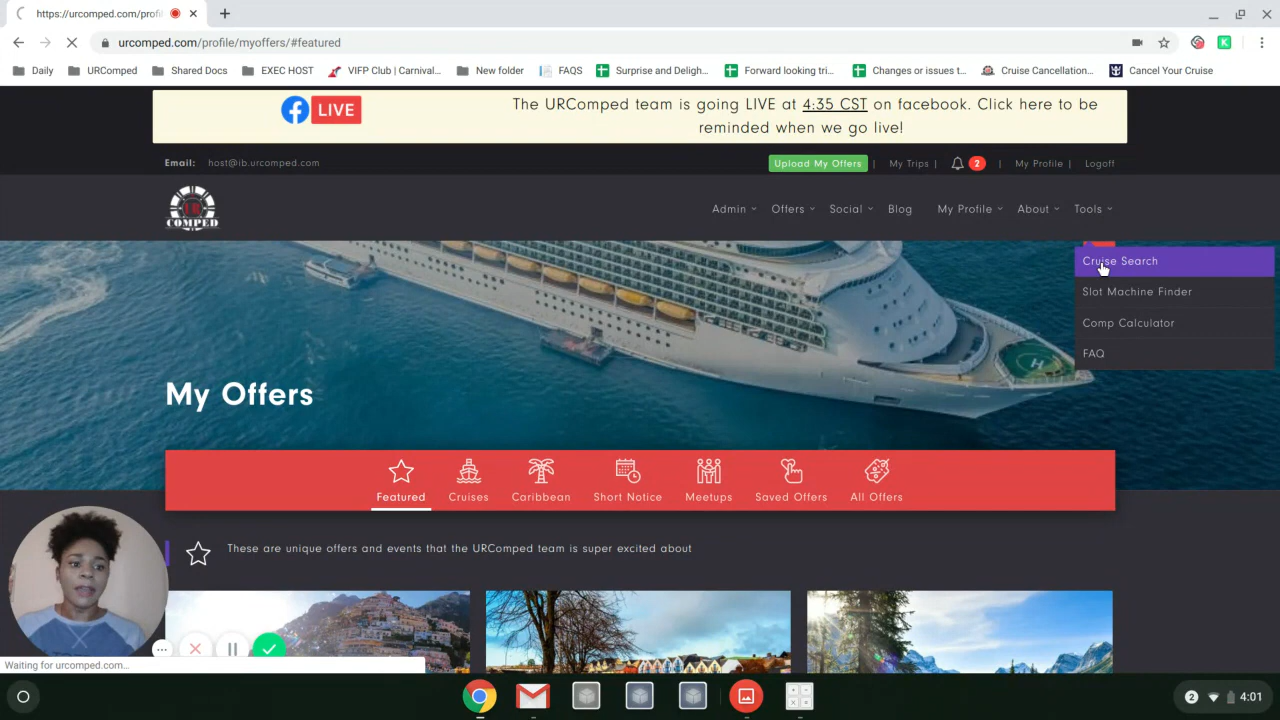 https://urcomped.com/profi
urcomped.com/profile/myoffers/#featured
Daily
URComped
Shared Docs
EXEC HOST
VIFP Club | Carnival...
New folder
FAQS
Surprise and Deligh...
Forward looking tri...
Changes or issues t...
Cruise Cancellation...
Cancel Your Cruise
LIVE
The URComped team is going LIVE at 4:35 CST on facebook. Click here to be
reminded when we go live!
Email: host@ib.urcomped.com
Upload My Offers | My Trips | 2 | My Profile | Logoff
UR
COMPED
Admin Offers Social Blog My Profile About Tools
Cruise Search
Slot Machine Finder
Comp Calculator
FAQ
My Offers
Featured Cruises Caribbean Short Notice Meetups Saved Offers All Offers
These are unique offers and events that the URComped team is super excited about
Waiting for urcomped.com...
2 4:01